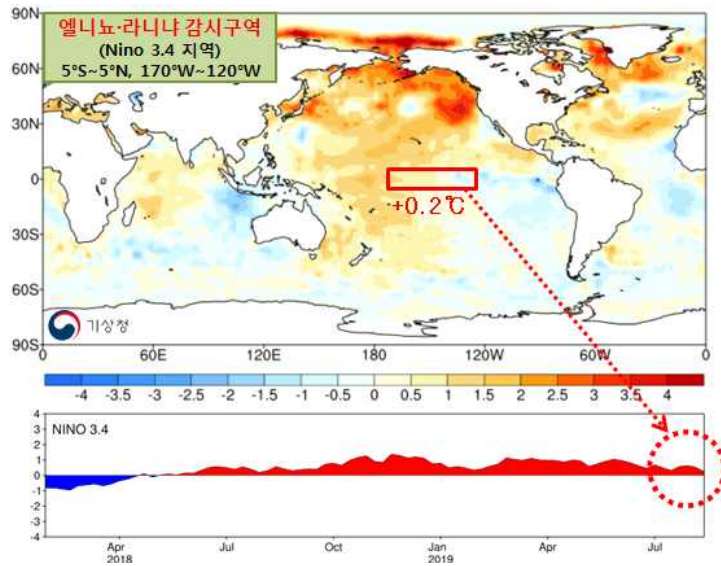 엘니뇨·라니냐 감시구역
(Nino 3.4 지역)
5°S~5°N, 170°W~120°W
90N
60N
30N
0
30S
60S
90S
+0.2℃
기상청
0 60E 120E 180 120W 60W 0
-4 -3.5 -3 -2.5 -2 -1.5 -1 -0.5 0 0.5 1 1.5 2 2.5 3 3.5 4
NINO 3.4
4
3
2
1
0
-1
-2
-3
-4
Apr Jul Oct Jan Apr Jul
2018 2019